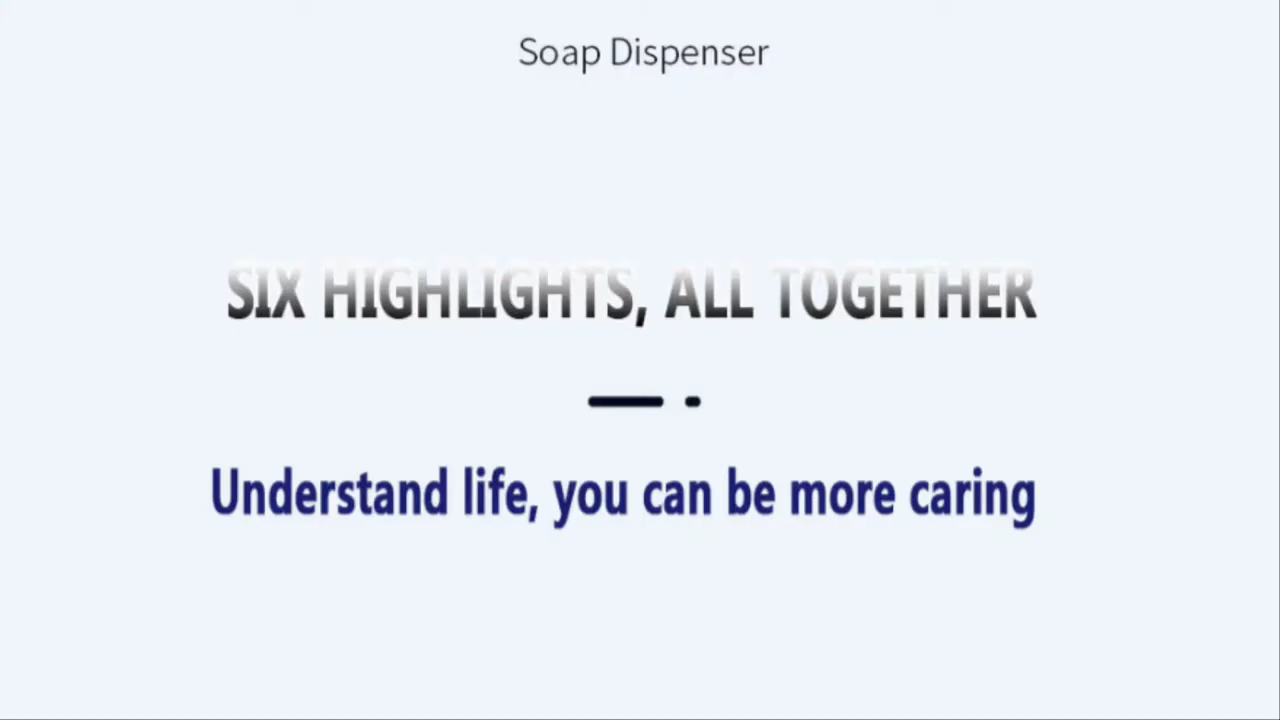 Soap Dispenser
SIX HIGHLIGHTS, ALL TOGETHER
Understand life, you can be more caring